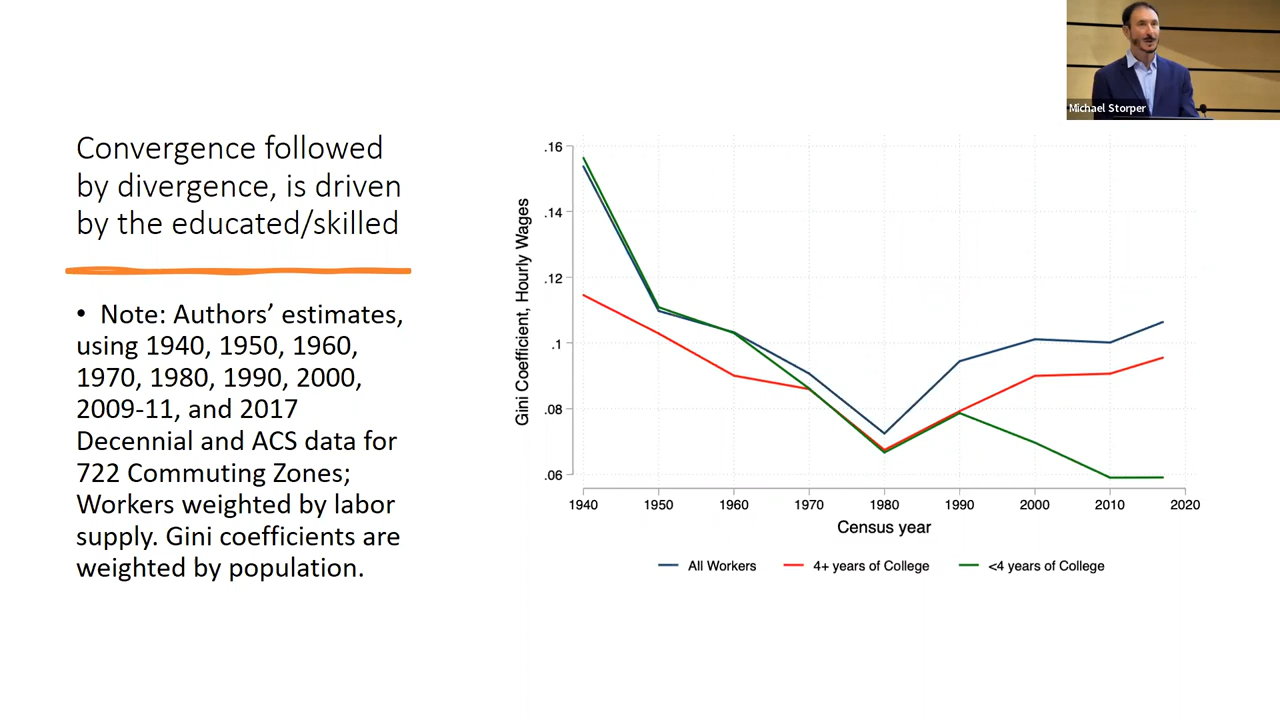 Michael Storper
Convergence followed
by divergence, is driven
by the educated/skilled
• Note: Authors’ estimates,
using 1940, 1950, 1960,
1970, 1980, 1990, 2000,
2009-11, and 2017
Decennial and ACS data for
722 Commuting Zones;
Workers weighted by labor
supply. Gini coefficients are
weighted by population.
Gini Coefficient, Hourly Wages
.16
.14
.12
.1
.08
.06
1940 1950 1960 1970 1980 1990 2000 2010 2020
Census year
All Workers 4+ years of College <4 years of College